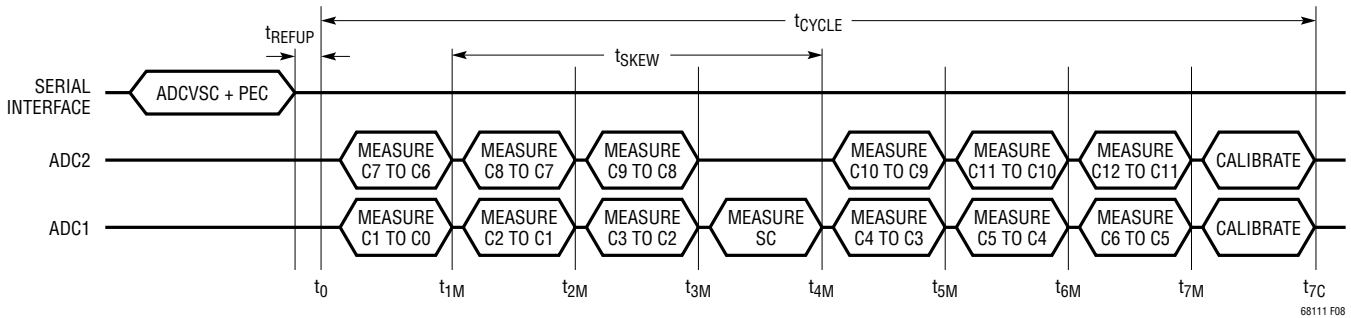 tCYCLE
tREFUP
tSKEW
SERIAL
INTERFACE
ADCVSC + PEC
ADC2
MEASURE
C7 TO C6
MEASURE
C8 TO C7
MEASURE
C9 TO C8
MEASURE
C10 TO C9
MEASURE
C11 TO C10
MEASURE
C12 TO C11
CALIBRATE
ADC1
MEASURE
C1 TO C0
MEASURE
C2 TO C1
MEASURE
C3 TO C2
MEASURE
SC
MEASURE
C4 TO C3
MEASURE
C5 TO C4
MEASURE
C6 TO C5
CALIBRATE
t0
t1M
t2M
t3M
t4M
t5M
t6M
t7M
t7C
68111 F08